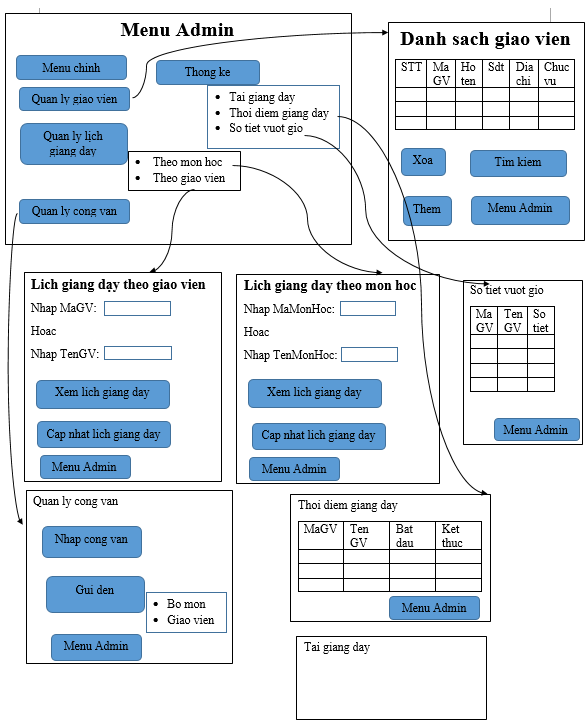 Menu Admin
Menu chinh
Thong ke
Quan ly giao vien
• Tai giang day
• Thoi diem giang day
• So tiet vuot gio
Quan ly lịch
giang day
• Theo mon hoc
• Theo giao vien
Quan ly cong van
Danh sach giao vien
STT Ma GV Ho ten Sdt Dia chi Chuc vu
Xoa
Tim kiem
Them
Menu Admin
Lich giang dạy theo giao vien
Nhap MaGV:
Hoac
Nhap TenGV:
Xem lich giang day
Cap nhat lich giang day
Menu Admin
Lich giang day theo mon hoc
Nhap MaMonHoc:
Hoac
Nhap TenMonHoc:
Xem lich giang day
Cap nhat lich giang day
Menu Admin
So tiet vuot gio
Ma GV Ten GV So tiet
Menu Admin
Quan ly cong van
Nhap cong van
Gui den
• Bo mon
• Giao vien
Menu Admin
Thoi diem giang day
MaGV Ten GV Bat dau Ket thuc
Menu Admin
Tai giang day